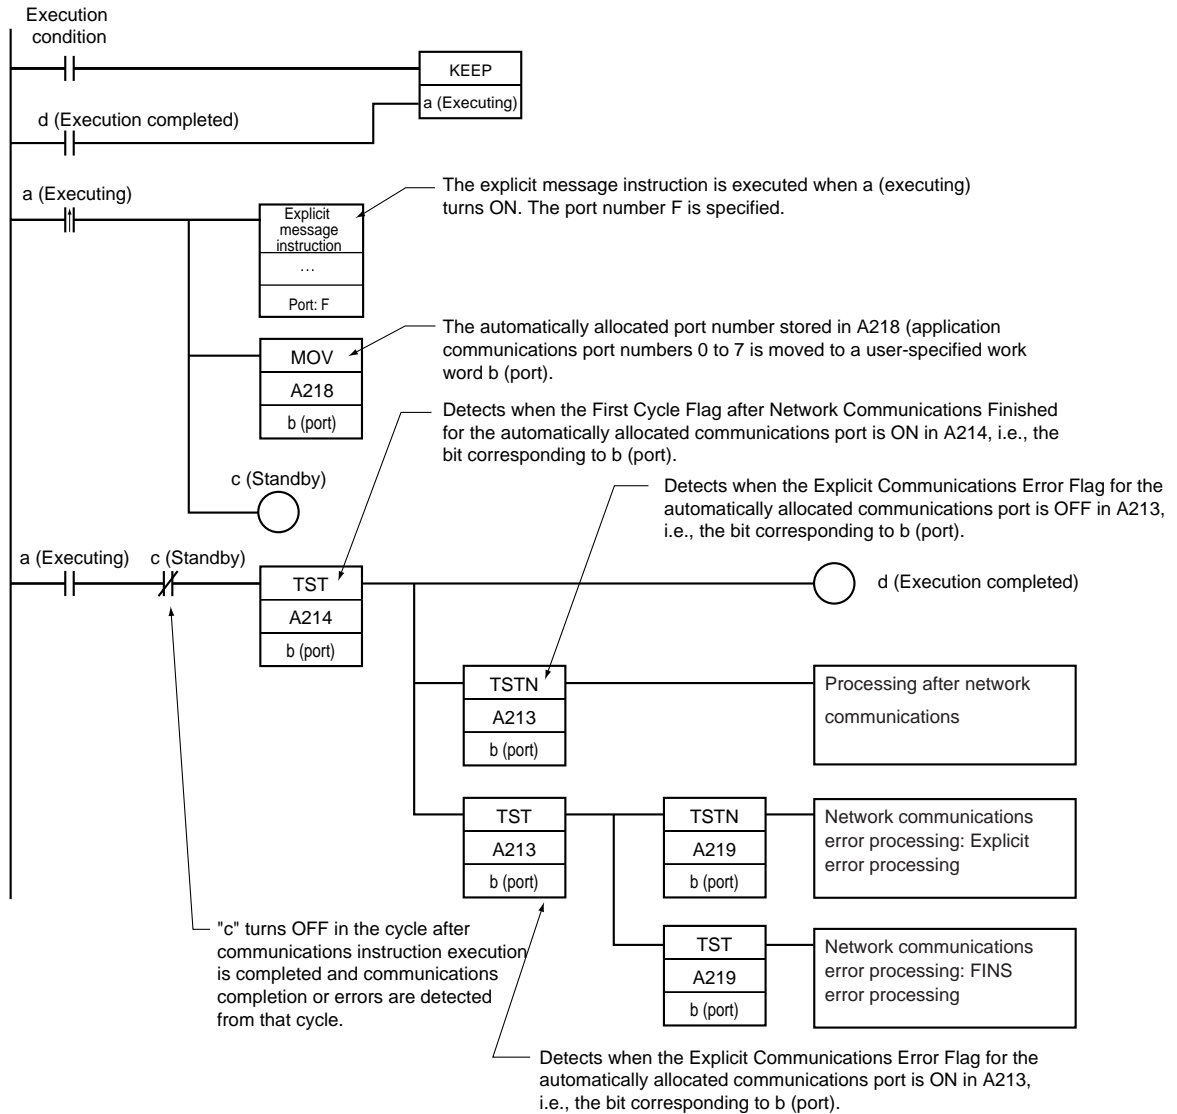 Execution
condition
KEEP
a (Executing)
d (Execution completed)
a (Executing)
The explicit message instruction is executed when a (executing)
turns ON. The port number F is specified.
Explicit
message
instruction
...
Port: F
The automatically allocated port number stored in A218 (application
communications port numbers 0 to 7 is moved to a user-specified work
word b (port).
MOV
A218
b (port)
Detects when the First Cycle Flag after Network Communications Finished
for the automatically allocated communications port is ON in A214, i.e., the
bit corresponding to b (port).
c (Standby)
Detects when the Explicit Communications Error Flag for the
automatically allocated communications port is OFF in A213,
i.e., the bit corresponding to b (port).
a (Executing)
c (Standby)
TST
A214
b (port)
d (Execution completed)
TSTN
A213
b (port)
Processing after network
communications
TST
A213
b (port)
TSTN
A219
b (port)
Network communications
error processing: Explicit
error processing
"c" turns OFF in the cycle after
communications instruction execution
is completed and communications
completion or errors are detected
from that cycle.
TST
A219
b (port)
Network communications
error processing: FINS
error processing
Detects when the Explicit Communications Error Flag for the
automatically allocated communications port is ON in A213,
i.e., the bit corresponding to b (port).